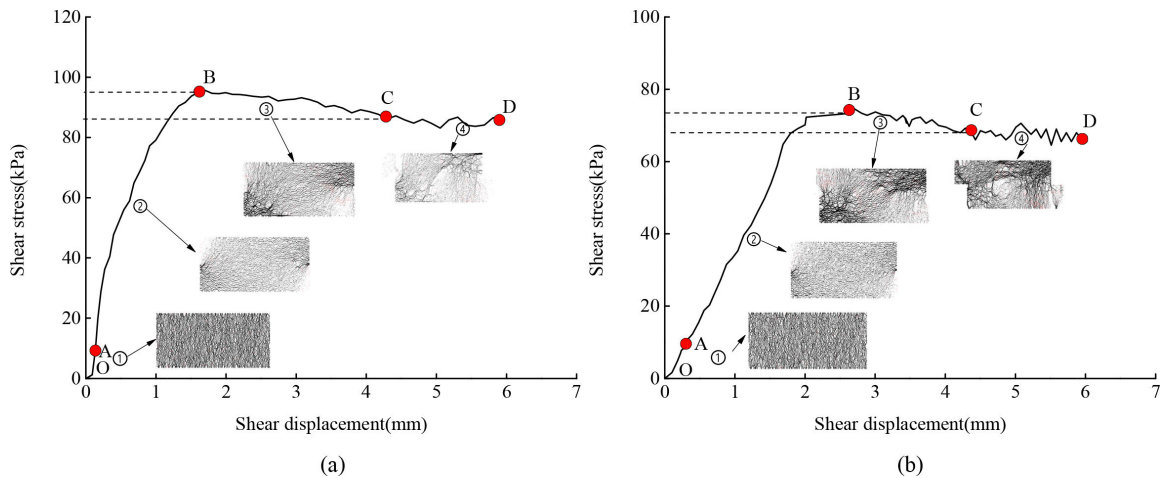 120
100
80
60
40
20
0
Shear stress(kPa)
B
C
D
A
O
①
②
③
④
0 1 2 3 4 5 6 7
Shear displacement(mm)
(a)
100
80
60
40
20
0
Shear stress(kPa)
B
C
D
A
O
①
②
③
④
0 1 2 3 4 5 6 7
Shear displacement(mm)
(b)